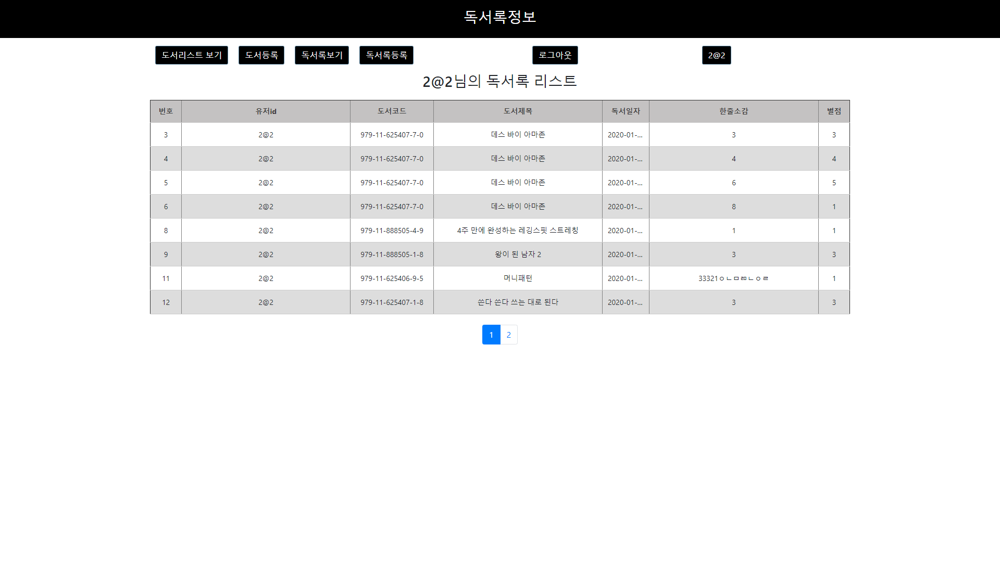 독서록정보
도서리스트 보기 도서등록 독서록보기 독서록등록 로그아웃 2@2
2@2님의 독서록 리스트
번호 유저id 도서코드 도서제목 독서일자 한줄소감 별점
3 2@2 979-11-625407-7-0 데스 바이 아마존 2020-01-... 3 3
4 2@2 979-11-625407-7-0 데스 바이 아마존 2020-01-... 4 4
5 2@2 979-11-625407-7-0 데스 바이 아마존 2020-01-... 6 5
6 2@2 979-11-625407-7-0 데스 바이 아마존 2020-01-... 8 1
8 2@2 979-11-888505-4-9 4주 만에 완성하는 레깅스핏 스트레칭 2020-01-... 1 1
9 2@2 979-11-888505-1-8 왕이 된 남자 2 2020-01-... 3 3
11 2@2 979-11-625406-9-5 머니패턴 2020-01-... 33321ㅇㄴㅁㄻㄴㅇㄹ 1
12 2@2 979-11-625407-1-8 쓴다 쓴다 쓰는 대로 된다 2020-01-... 3 3
1 2